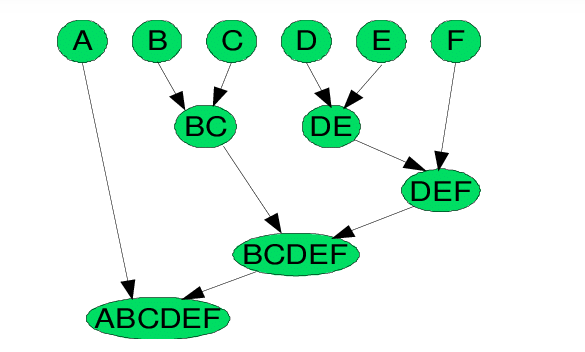 A B C D E F
BC DE
DEF
BCDEF
ABCDEF